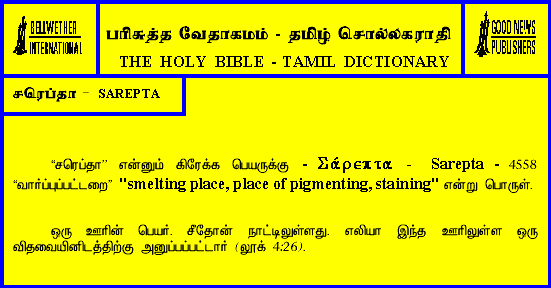 BELLWETHER
INTERNATIONAL
பரிசுத்த வேதாகமம் - தமிழ் சொல்லகராதி
THE HOLY BIBLE - TAMIL DICTIONARY
GOOD NEWS
PUBLISHERS
சரெப்தா - SAREPTA
“சரெப்தா” என்னும் கிரேக்க பெயருக்கு - Σάρεπτα - Sarepta - 4558
“வார்ப்புப்பட்டறை” "smelting place, place of pigmenting, staining" என்று பொருள்.
ஒரு ஊரின் பெயர். சீதோன் நாட்டிலுள்ளது. எலியா இந்த ஊரிலுள்ள ஒரு
விதவையினிடத்திற்கு அனுப்பப்பட்டார் (லூக் 4:26).